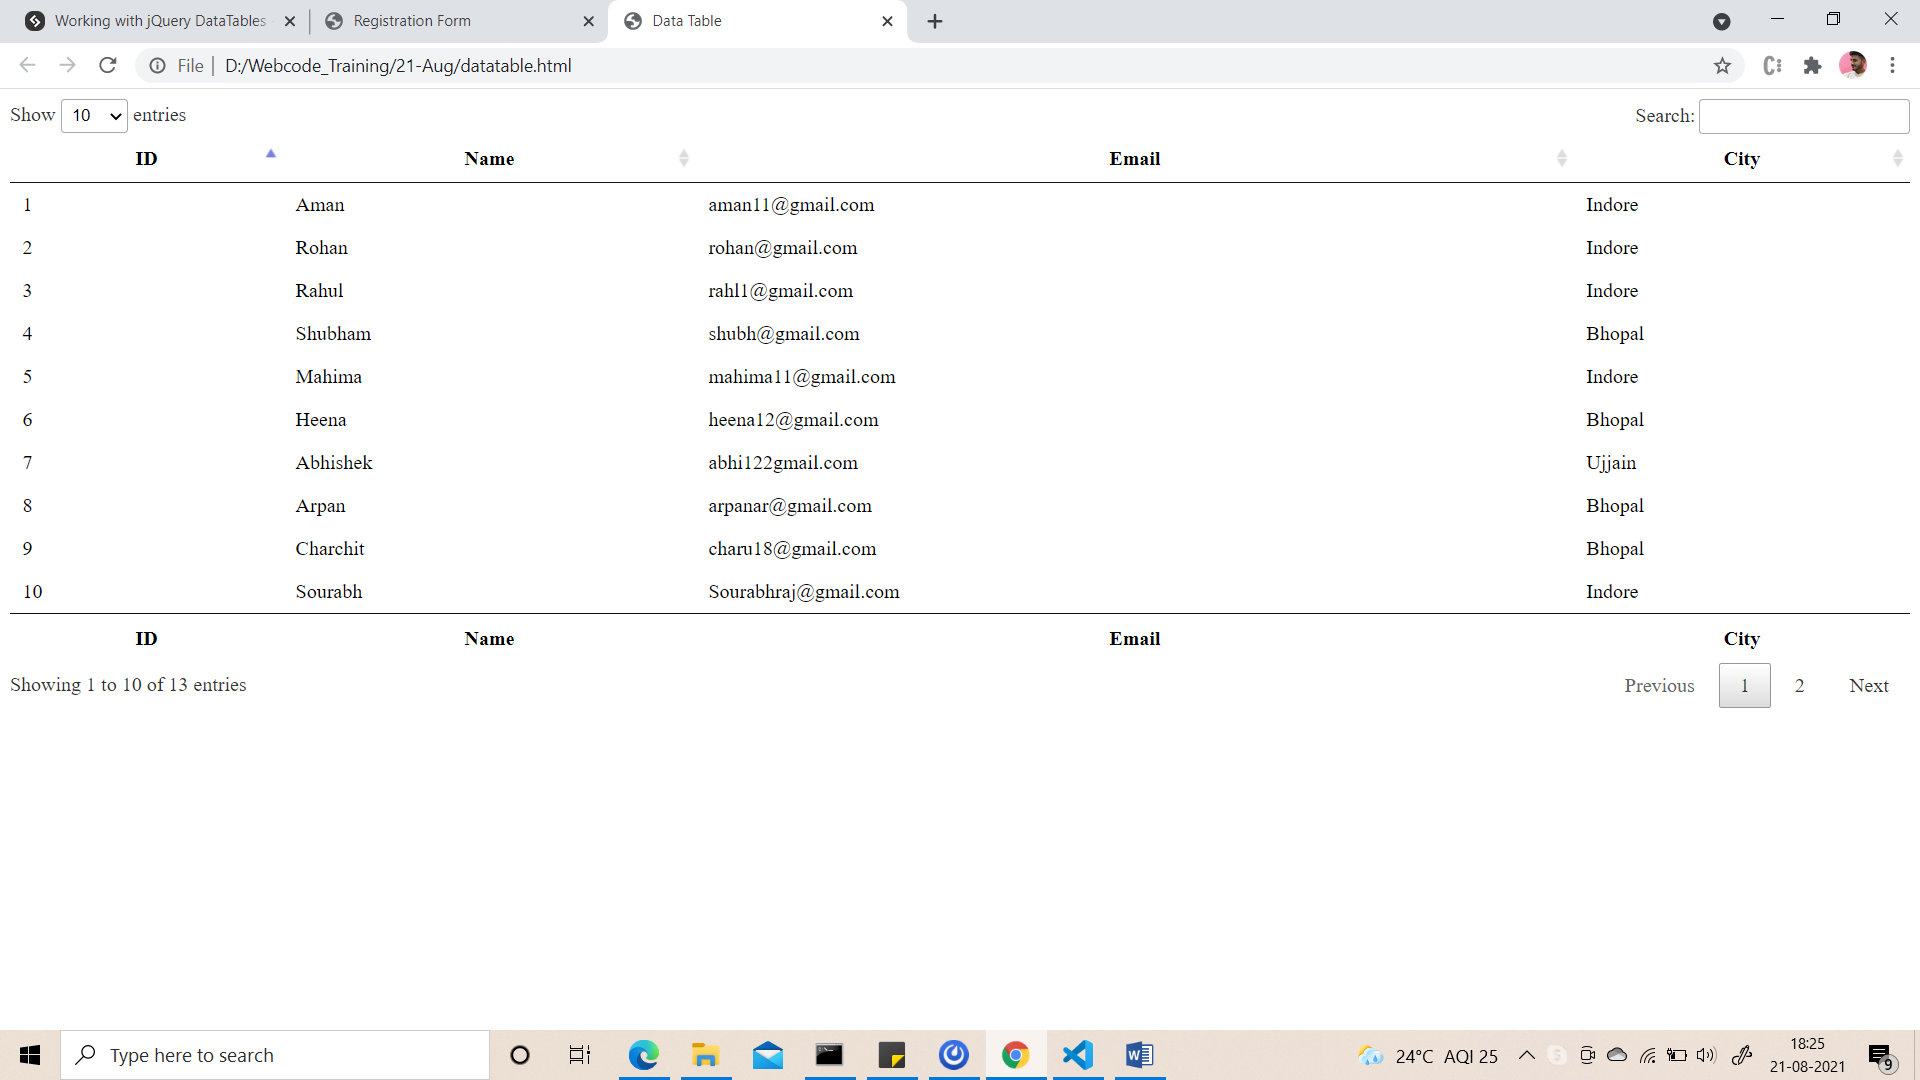 Working with jQuery DataTables
Registration Form
Data Table
File
D:/Webcode_Training/21-Aug/datatable.html
Show 10 entries
Search:
ID Name Email City
1 Aman aman11@gmail.com Indore
2 Rohan rohan@gmail.com Indore
3 Rahul rahl1@gmail.com Indore
4 Shubham shubh@gmail.com Bhopal
5 Mahima mahima11@gmail.com Indore
6 Heena heena12@gmail.com Bhopal
7 Abhishek abhi122gmail.com Ujjain
8 Arpan arpanar@gmail.com Bhopal
9 Charchit charu18@gmail.com Bhopal
10 Sourabh Sourabhraj@gmail.com Indore
ID Name Email City
Showing 1 to 10 of 13 entries
Previous 1 2 Next
Type here to search
24°C AQI 25
18:25
21-08-2021
9